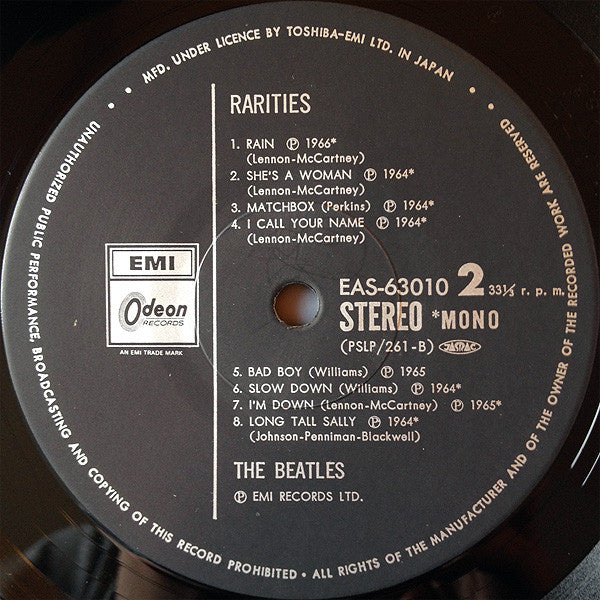 • • MFD. UNDER LICENCE BY TOSHIBA-EMI LTD. IN JAPAN • •
UNAUTHORIZED PUBLIC PERFORMANCE, BROADCASTING AND COPYING OF THIS RECORD PROHIBITED • ALL RIGHTS OF THE MANUFACTURER AND OF THE OWNER OF THE RECORDED WORK ARE RESERVED
RARITIES
1. RAIN Ⓟ 1966*
(Lennon-McCartney)
2. SHE'S A WOMAN Ⓟ 1964*
(Lennon-McCartney)
3. MATCHBOX (Perkins) Ⓟ 1964*
4. I CALL YOUR NAME Ⓟ 1964*
(Lennon-McCartney)
EMI
Odeon
RECORDS
AN EMI TRADE MARK
EAS-63010 2 33⅓ r. p. m.
STEREO *MONO
(PSLP/261-B) JASRAC
5. BAD BOY (Williams) Ⓟ 1965
6. SLOW DOWN (Williams) Ⓟ 1964*
7. I'M DOWN (Lennon-McCartney) Ⓟ 1965*
8. LONG TALL SALLY Ⓟ 1964*
(Johnson-Penniman-Blackwell)
THE BEATLES
Ⓟ EMI RECORDS LTD.